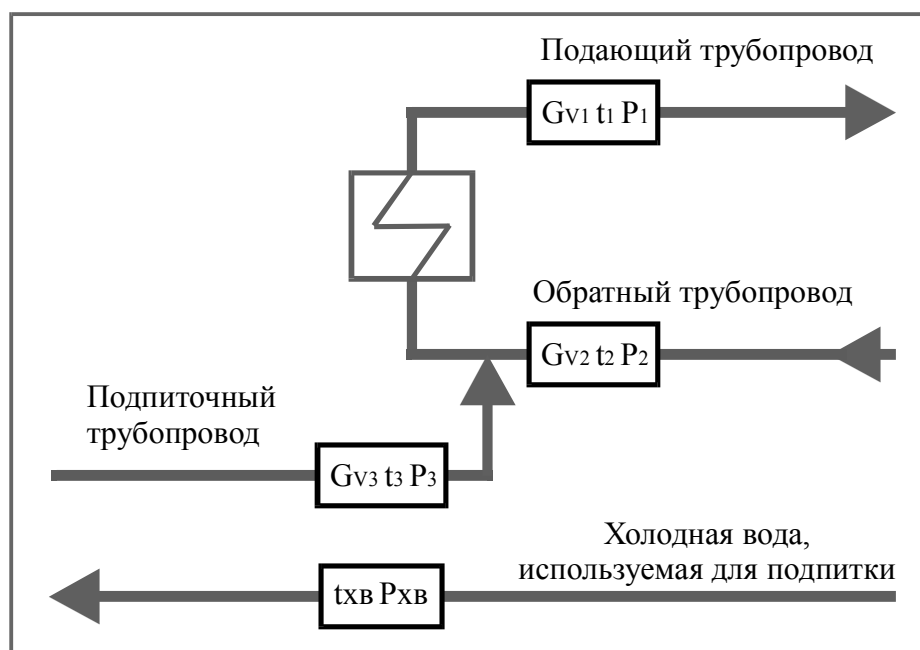 Подающий трубопровод
Gv1 t1 P1
Обратный трубопровод
Gv2 t2 P2
Подпиточный
трубопровод
Gv3 t3 P3
Холодная вода,
используемая для подпитки
tхв Pхв